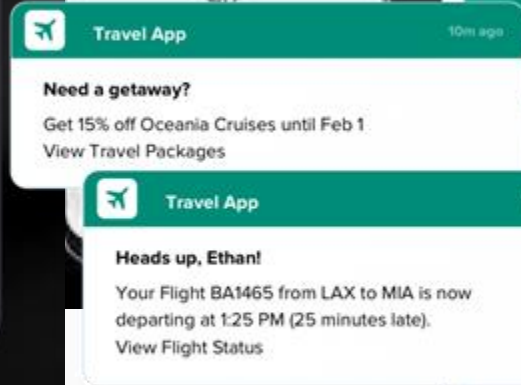 Travel App
10m ago
Need a getaway?
Get 15% off Oceania Cruises until Feb 1
View Travel Packages
Travel App
Heads up, Ethan!
Your Flight BA1465 from LAX to MIA is now
departing at 1:25 PM (25 minutes late).
View Flight Status